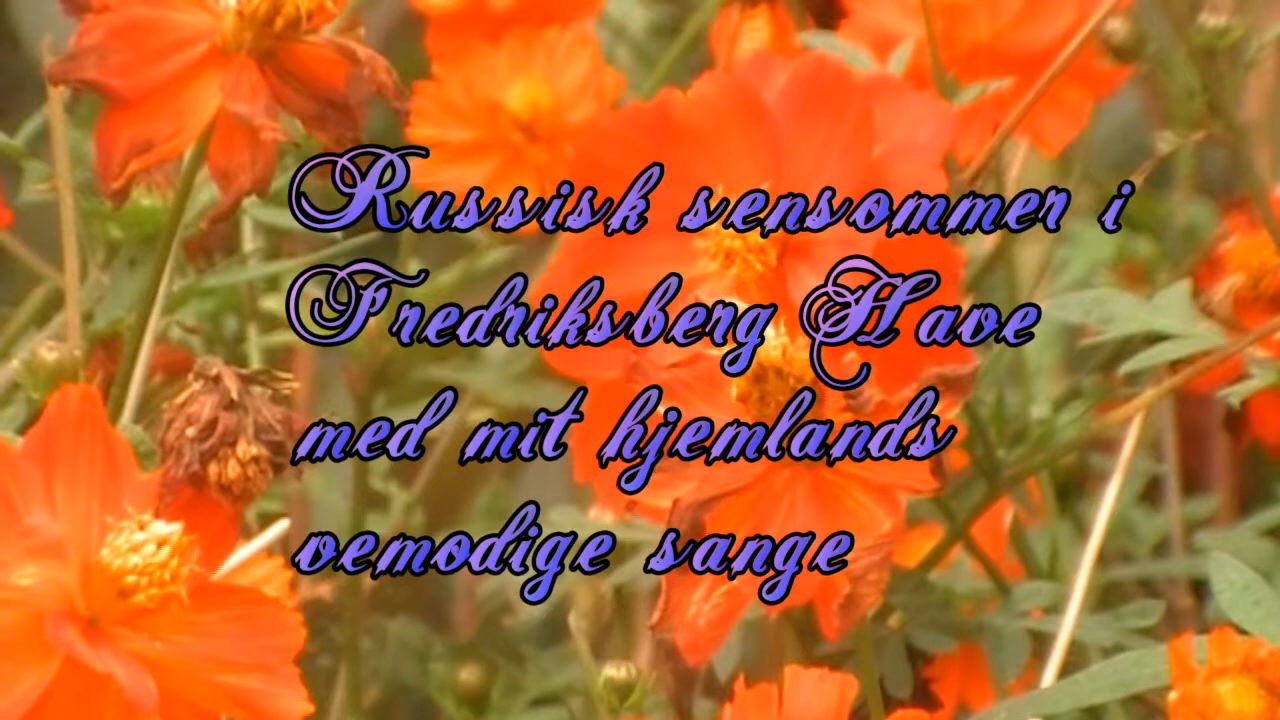 Russisk sensommer i
Fredriksberg Have
med mit hjemlands
vemodige sange